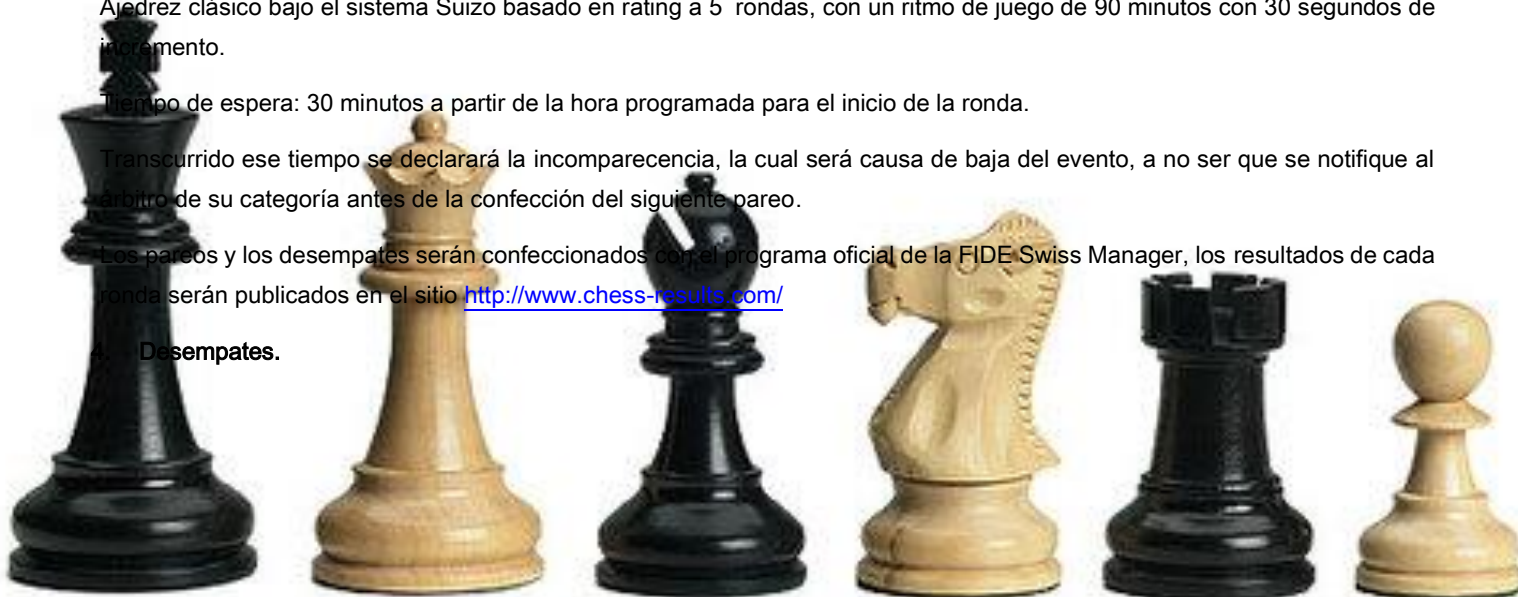 Ajedrez clásico bajo el sistema Suizo basado en rating a 5 rondas, con un ritmo de juego de 90 minutos con 30 segundos de
incremento.
Tiempo de espera: 30 minutos a partir de la hora programada para el inicio de la ronda.
Transcurrido ese tiempo se declarará la incomparecencia, la cual será causa de baja del evento, a no ser que se notifique al
árbitro de su categoría antes de la confección del siguiente pareo.
Los pareos y los desempates serán confeccionados con el programa oficial de la FIDE Swiss Manager, los resultados de cada
ronda serán publicados en el sitio http://www.chess-results.com/
4. Desempates.